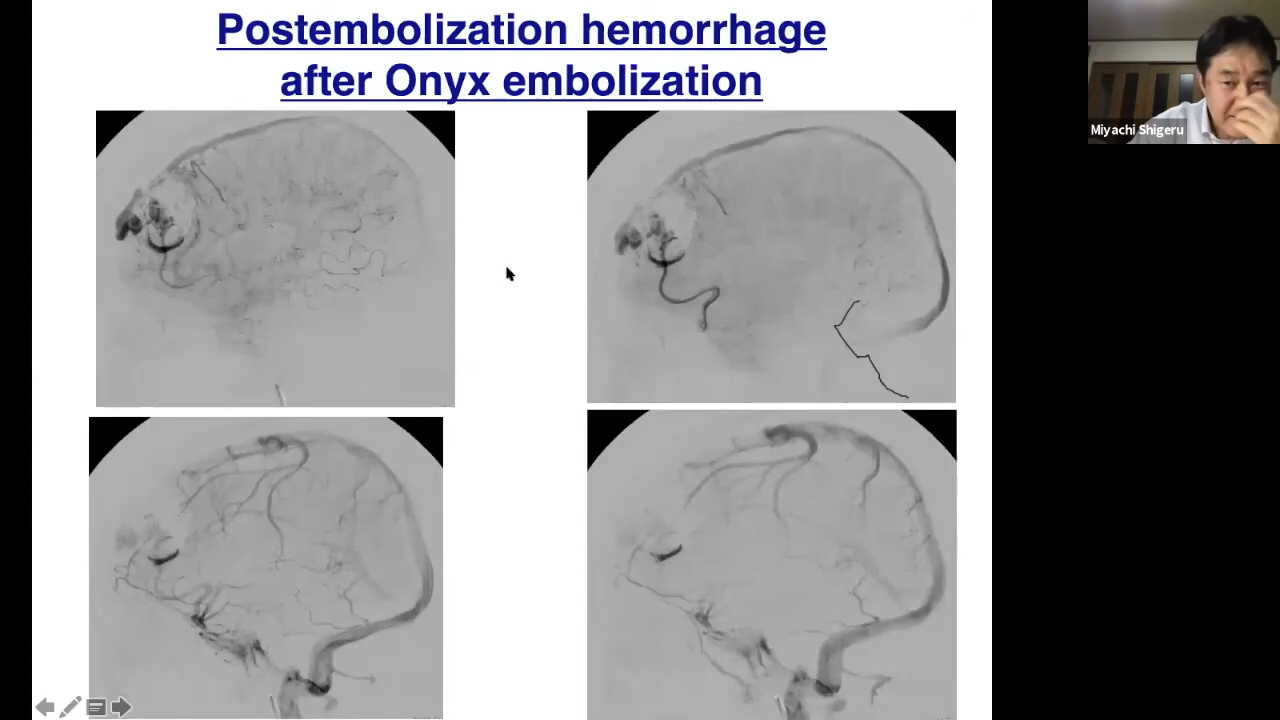 Postembolization hemorrhage
after Onyx embolization
Miyachi Shigeru